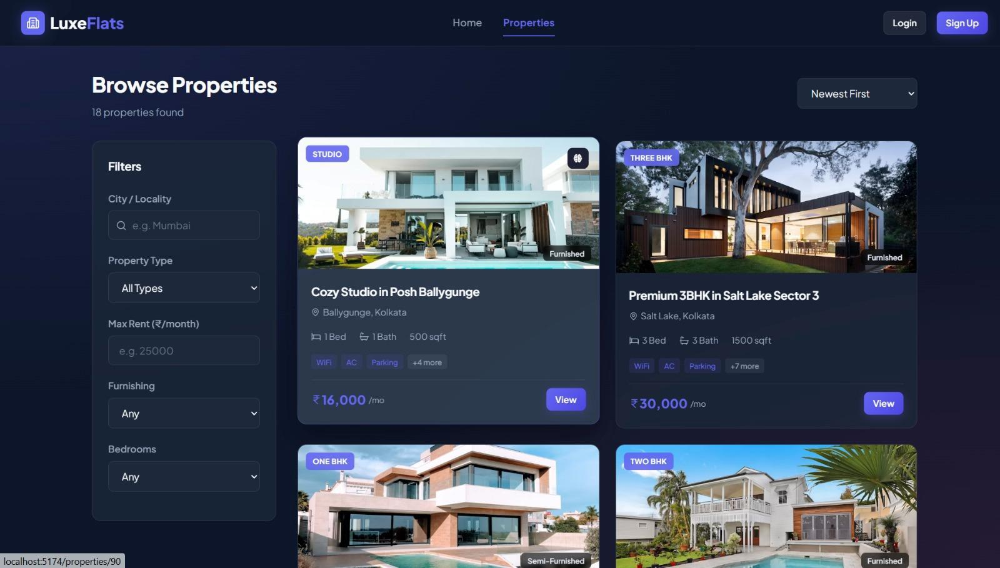 LuxeFlats
Home
Properties
Login
Sign Up
Browse Properties
18 properties found
Newest First
Filters
City / Locality
e.g. Mumbai
Property Type
All Types
Max Rent (₹/month)
e.g. 25000
Furnishing
Any
Bedrooms
Any
STUDIO
Furnished
Cozy Studio in Posh Ballygunge
Ballygunge, Kolkata
1 Bed 1 Bath 500 sqft
WiFi AC Parking +4 more
₹16,000 /mo
View
THREE BHK
Furnished
Premium 3BHK in Salt Lake Sector 3
Salt Lake, Kolkata
3 Bed 3 Bath 1500 sqft
WiFi AC Parking +7 more
₹30,000 /mo
View
ONE BHK
Semi-Furnished
TWO BHK
Furnished
localhost:5174/properties/90